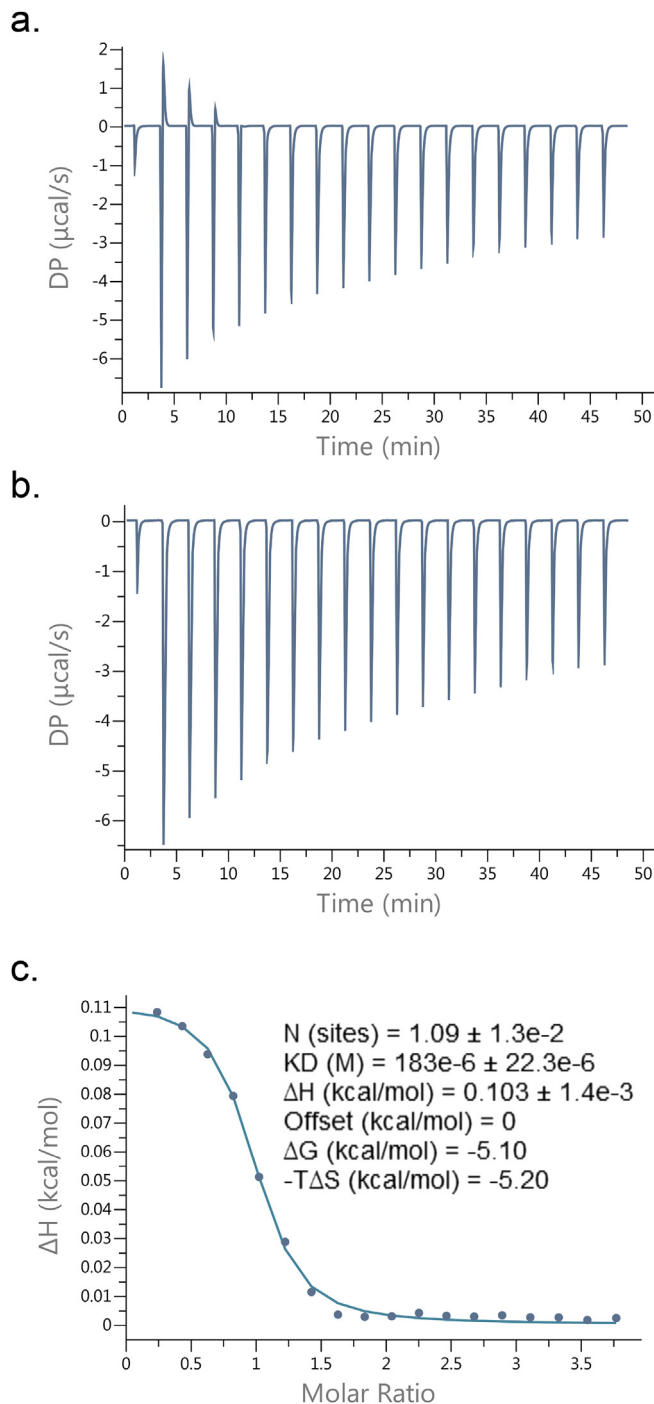 a.
2
1
0
-1
-2
-3
-4
-5
-6
DP (µcal/s)
0 5 10 15 20 25 30 35 40 45 50
Time (min)
b.
0
-1
-2
-3
-4
-5
-6
DP (µcal/s)
0 5 10 15 20 25 30 35 40 45 50
Time (min)
c.
0.11
0.1
0.09
0.08
0.07
0.06
0.05
0.04
0.03
0.02
0.01
0
ΔH (kcal/mol)
N (sites) = 1.09 ± 1.3e-2
KD (M) = 183e-6 ± 22.3e-6
ΔH (kcal/mol) = 0.103 ± 1.4e-3
Offset (kcal/mol) = 0
ΔG (kcal/mol) = -5.10
-TΔS (kcal/mol) = -5.20
0 0.5 1 1.5 2 2.5 3 3.5
Molar Ratio